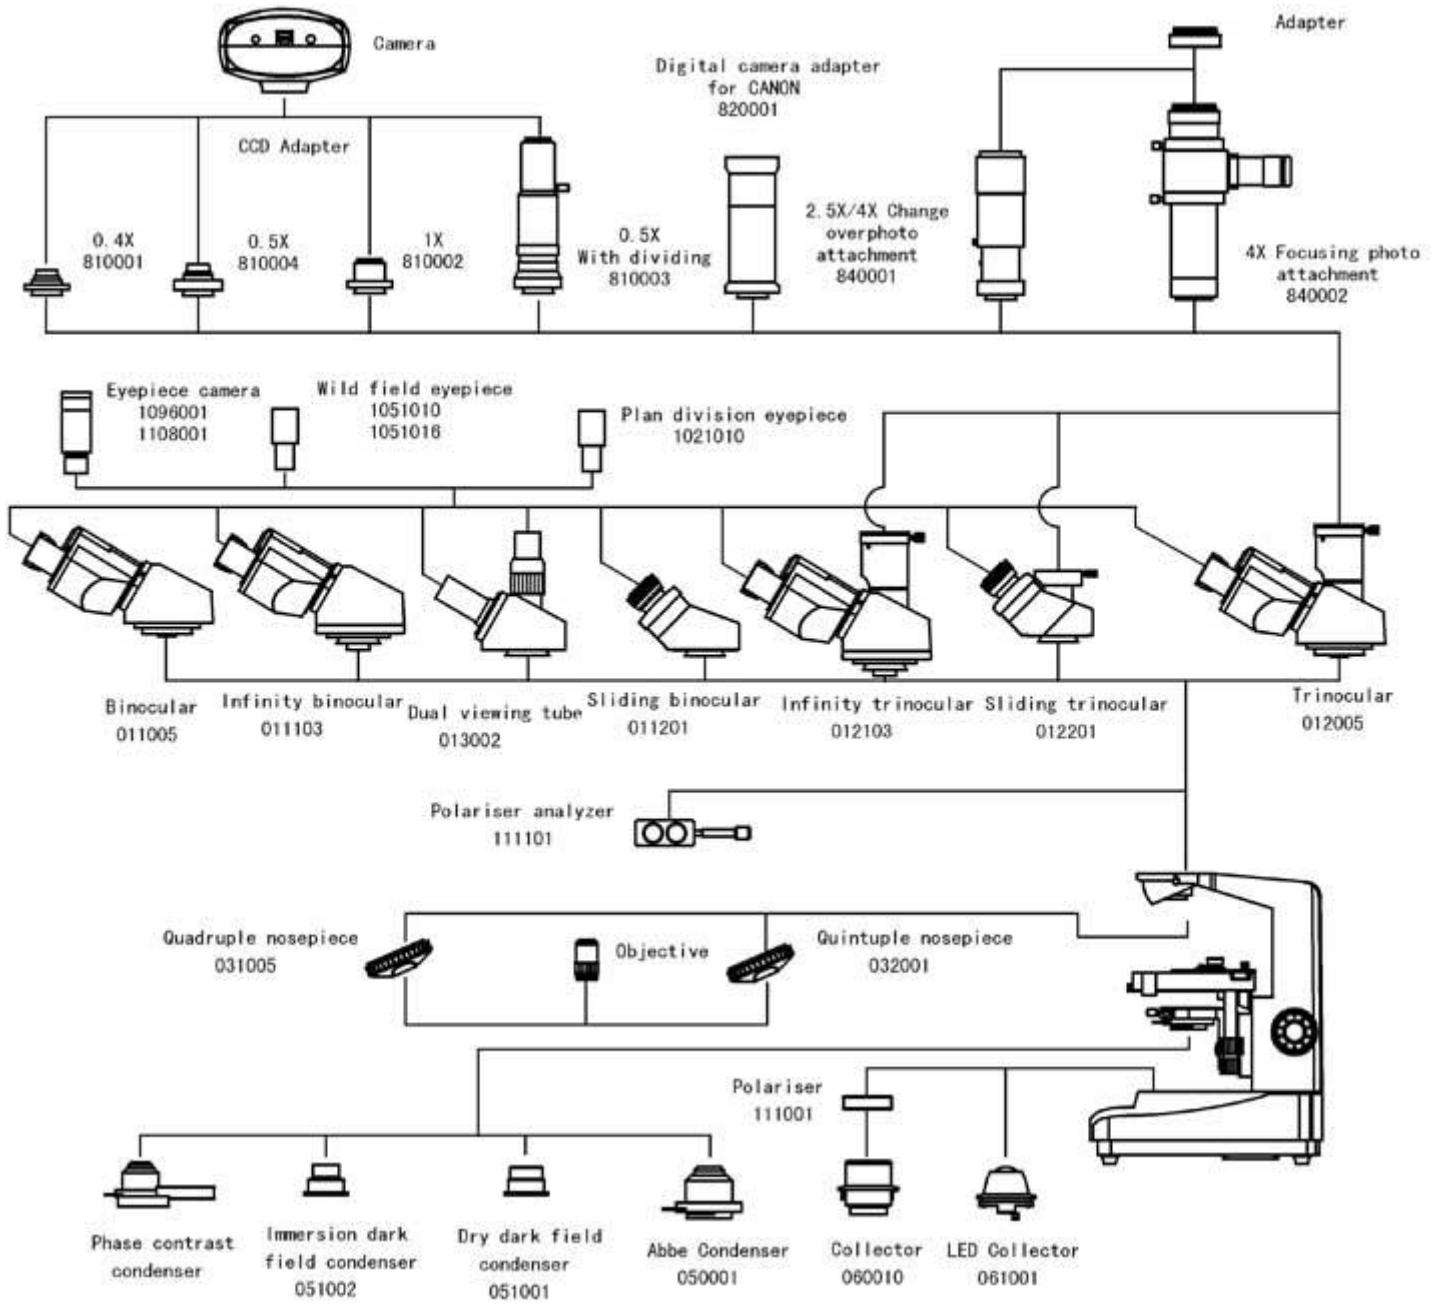 Camera
Adapter
Digital camera adapter
for CANON
820001
CCD Adapter
0.4X
810001
0.5X
810004
1X
810002
0.5X
With dividing
810003
2.5X/4X Change
overphoto
attachment
840001
4X Focusing photo
attachment
840002
Eyepiece camera
1096001
1108001
Wild field eyepiece
1051010
1051016
Plan division eyepiece
1021010
Binocular
011005
Infinity binocular
011103
Dual viewing tube
013002
Sliding binocular
011201
Infinity trinocular
012103
Sliding trinocular
012201
Trinocular
012005
Polariser analyzer
111101
Quadruple nosepiece
031005
Objective
Quintuple nosepiece
032001
Polariser
111001
Phase contrast
condenser
Immersion dark
field condenser
051002
Dry dark field
condenser
051001
Abbe Condenser
050001
Collector
060010
LED Collector
061001